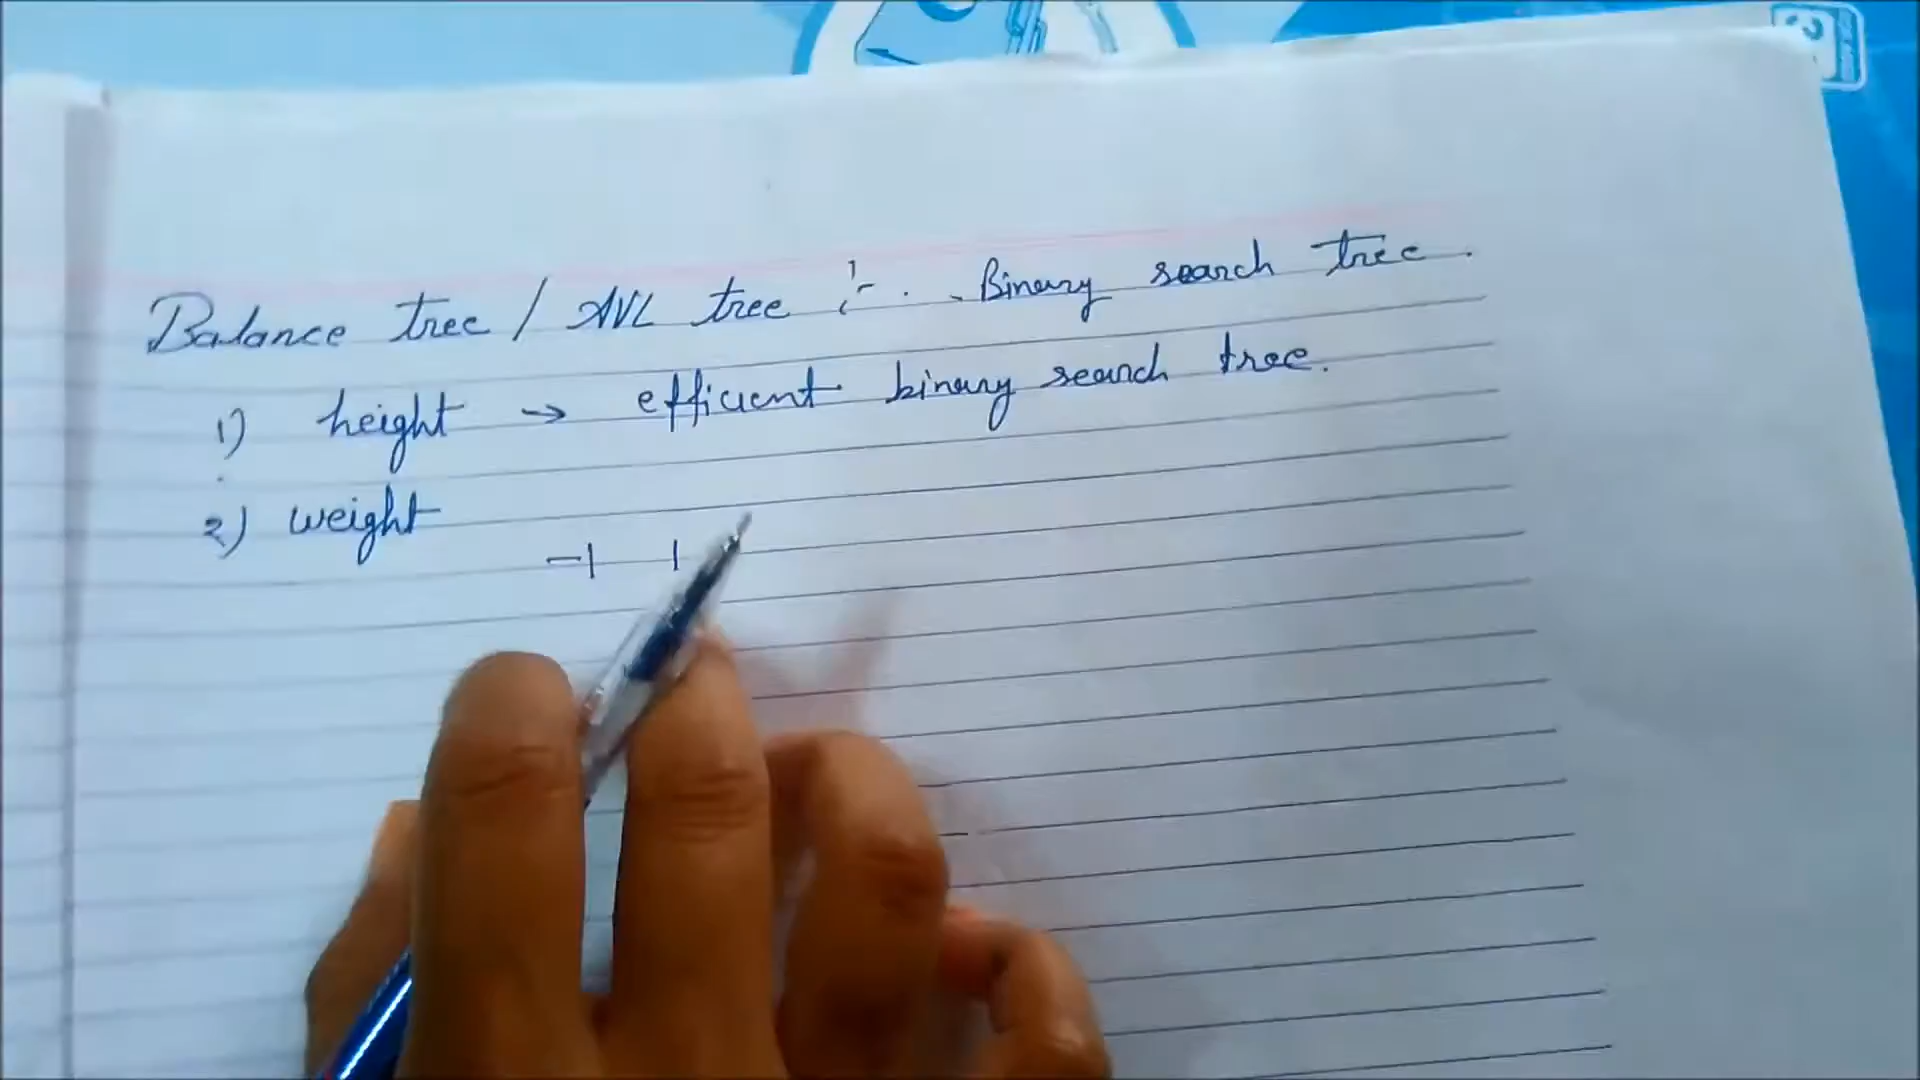 Balance tree / AVL tree :- Binary search tree.
1) height → efficient binary search tree.
2) weight
-1 1